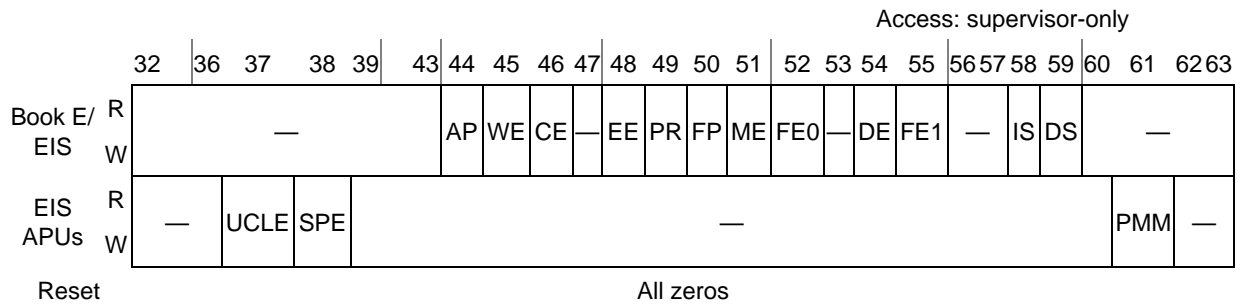 Access: supervisor-only
32 36 37 38 39 43 44 45 46 47 48 49 50 51 52 53 54 55 56 57 58 59 60 61 62 63
Book E/ EIS R W — AP WE CE — EE PR FP ME FE0 — DE FE1 — IS DS —
EIS APUs R W — UCLE SPE — PMM —
Reset All zeros